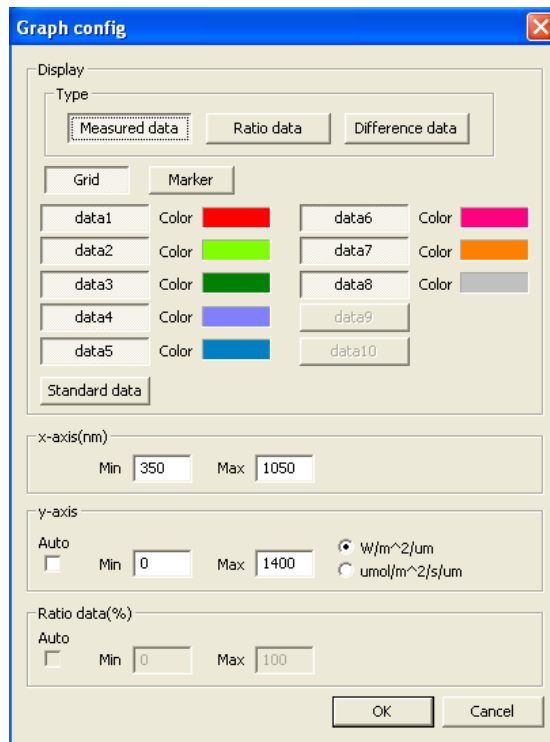 Graph config
Display
Type
Measured data Ratio data Difference data
Grid Marker
data1 Color data6 Color
data2 Color data7 Color
data3 Color data8 Color
data4 Color data9
data5 Color data10
Standard data
x-axis(nm)
Min 350 Max 1050
y-axis
Auto
Min 0 Max 1400
W/m^2/um
umol/m^2/s/um
Ratio data(%)
Auto
Min 0 Max 100
OK Cancel